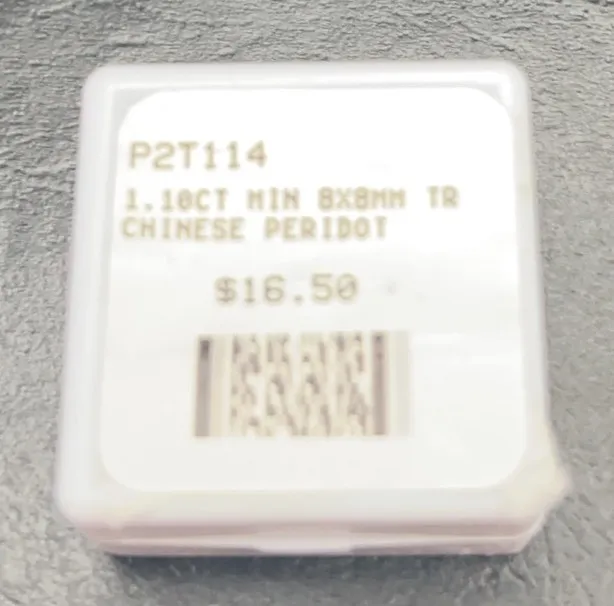 P2T114
1.10CT MIN 8X8MM TR
CHINESE PERIDOT
$16.50